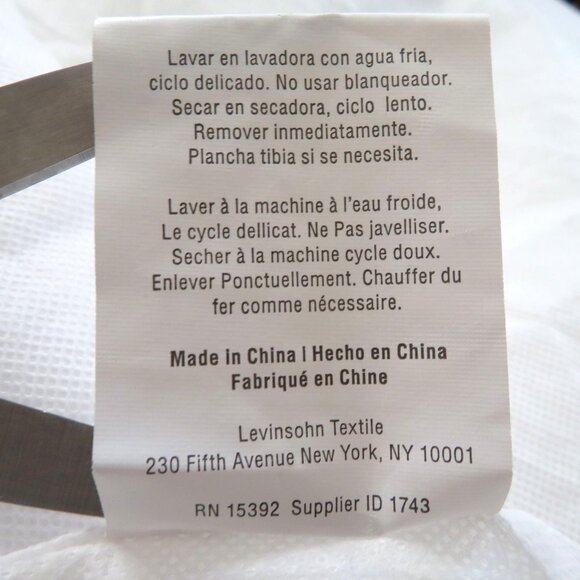 Lavar en lavadora con agua fria,
ciclo delicado. No usar blanqueador.
Secar en secadora, ciclo lento.
Remover inmediatamente.
Plancha tibia si se necesita.
Laver à la machine à l'eau froide,
Le cycle dellicat. Ne Pas javelliser.
Secher à la machine cycle doux.
Enlever Ponctuellement. Chauffer du
fer comme nécessaire.
Made in China | Hecho en China
Fabriqué en Chine
Levinsohn Textile
230 Fifth Avenue New York, NY 10001
RN 15392 Supplier ID 1743